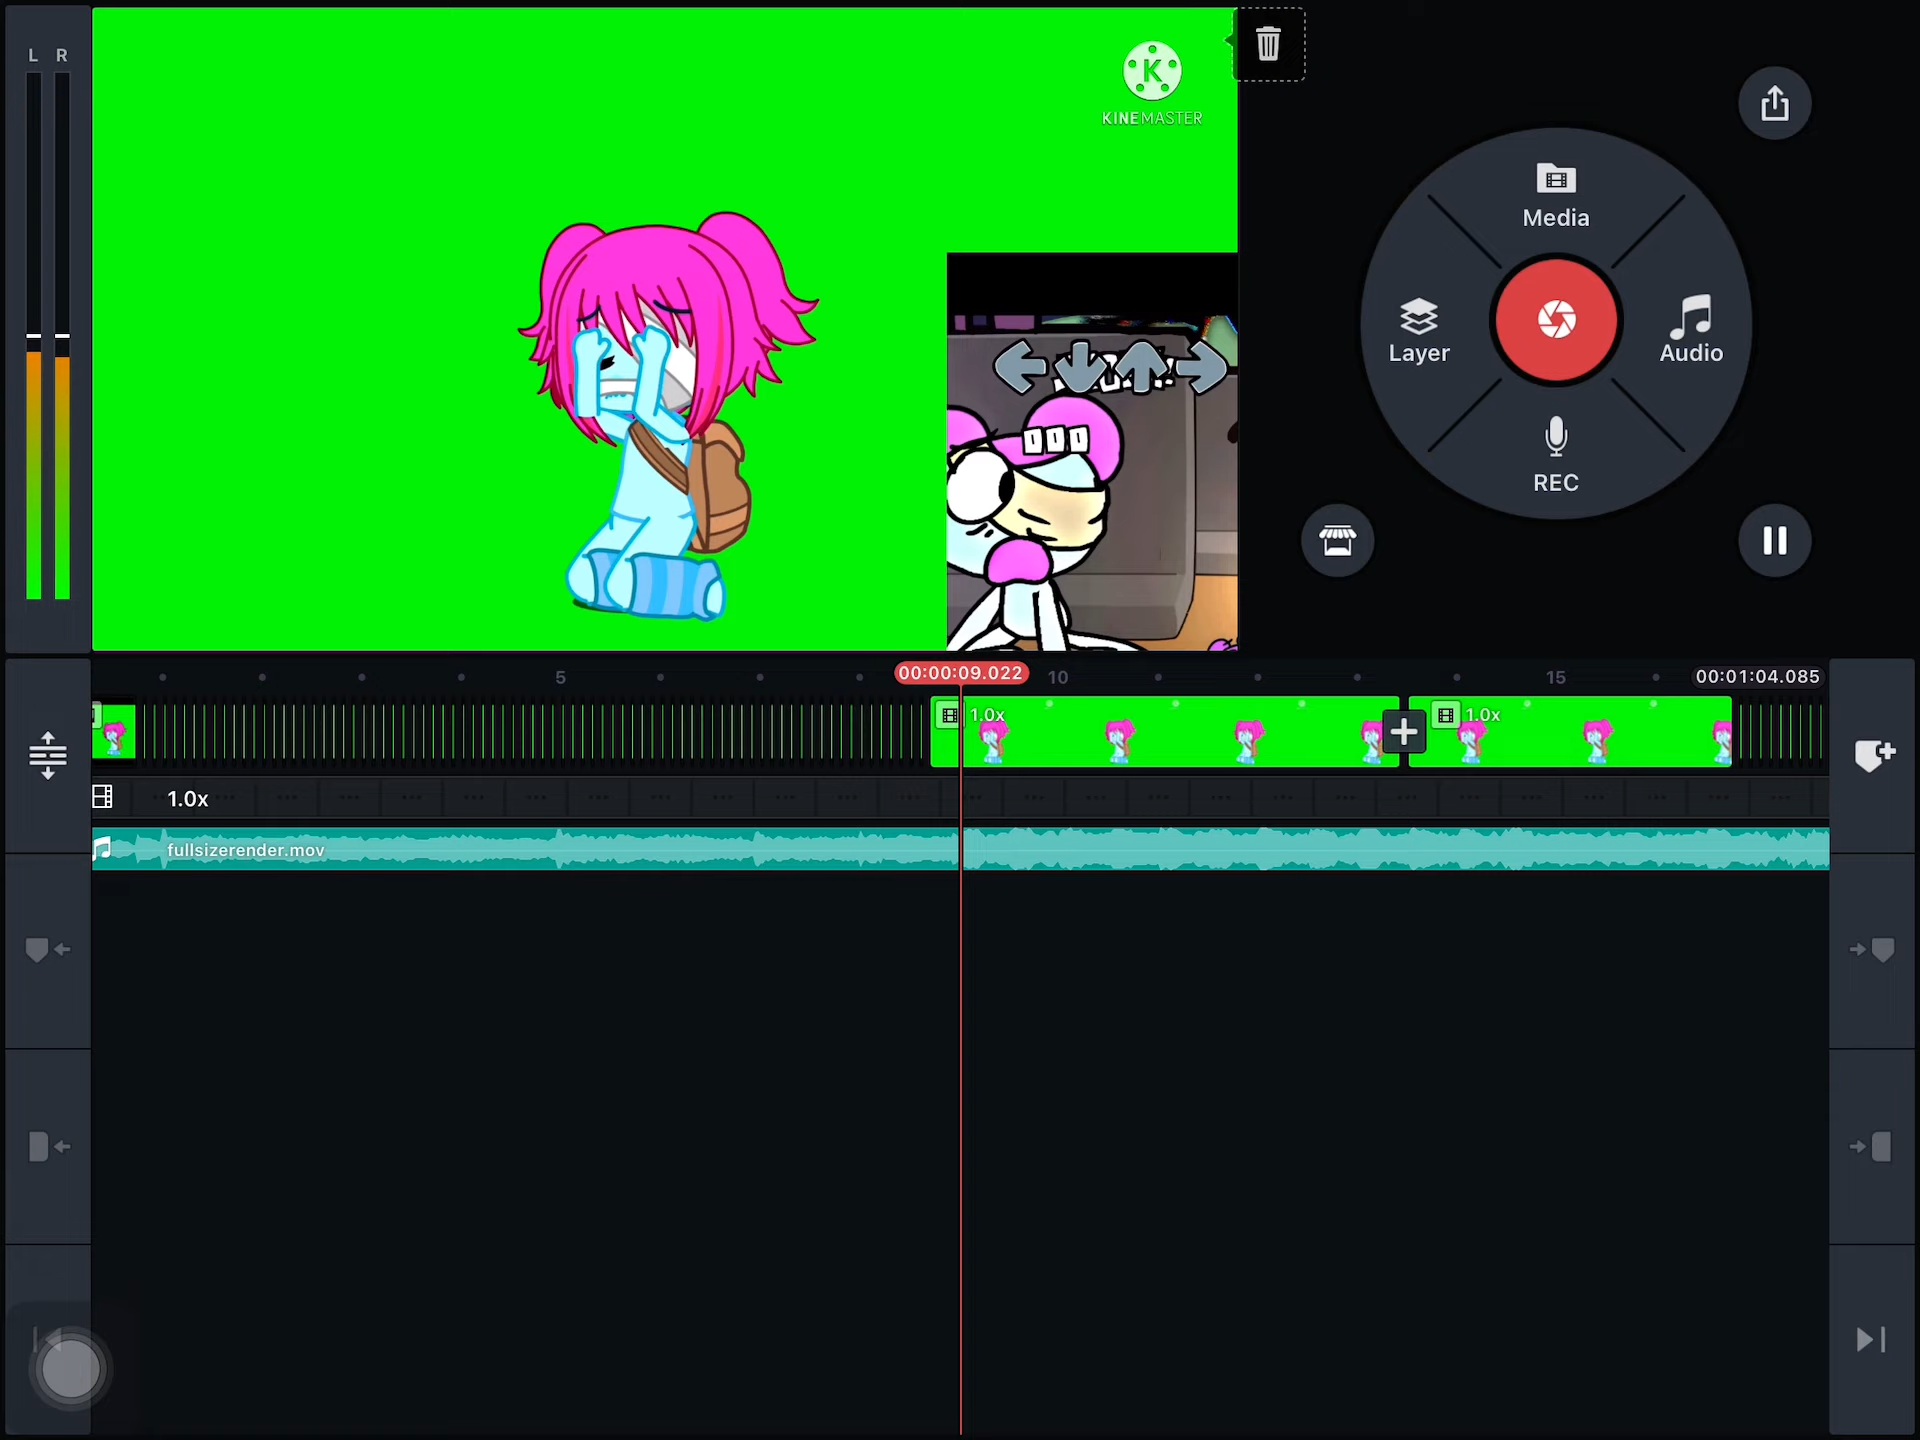 L R
K
KINEMASTER
Media
Layer
Audio
REC
5
00:00:09.022
10
15
00:01:04.085
1.0x
1.0x
1.0x
fullsizerender.mov